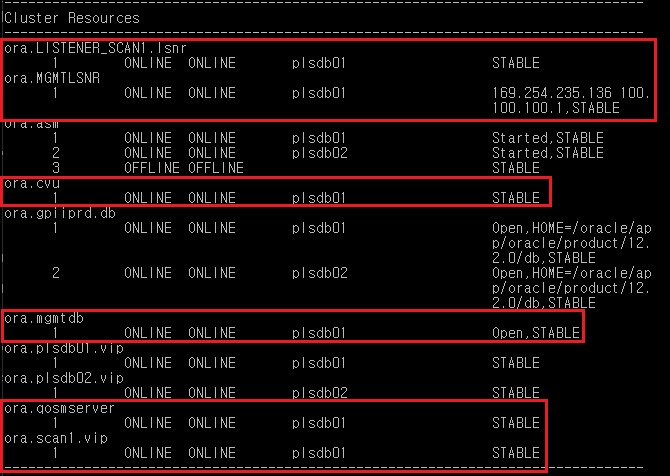 Cluster Resources
ora.LISTENER_SCAN1.lsnr
1 ONLINE ONLINE plsdb01 STABLE
ora.MGMTLSNR
1 ONLINE ONLINE plsdb01 169.254.235.136 100.
100.100.1,STABLE
ora.asm
1 ONLINE ONLINE plsdb01 Started,STABLE
2 ONLINE ONLINE plsdb02 Started,STABLE
3 OFFLINE OFFLINE STABLE
ora.cvu
1 ONLINE ONLINE plsdb01 STABLE
ora.gpiiprd.db
1 ONLINE ONLINE plsdb01 Open,HOME=/oracle/ap
p/oracle/product/12.
2.0/db,STABLE
2 ONLINE ONLINE plsdb02 Open,HOME=/oracle/ap
p/oracle/product/12.
2.0/db,STABLE
ora.mgmtdb
1 ONLINE ONLINE plsdb01 Open,STABLE
ora.plsdb01.vip
1 ONLINE ONLINE plsdb01 STABLE
ora.plsdb02.vip
1 ONLINE ONLINE plsdb02 STABLE
ora.qosmserver
1 ONLINE ONLINE plsdb01 STABLE
ora.scan1.vip
1 ONLINE ONLINE plsdb01 STABLE